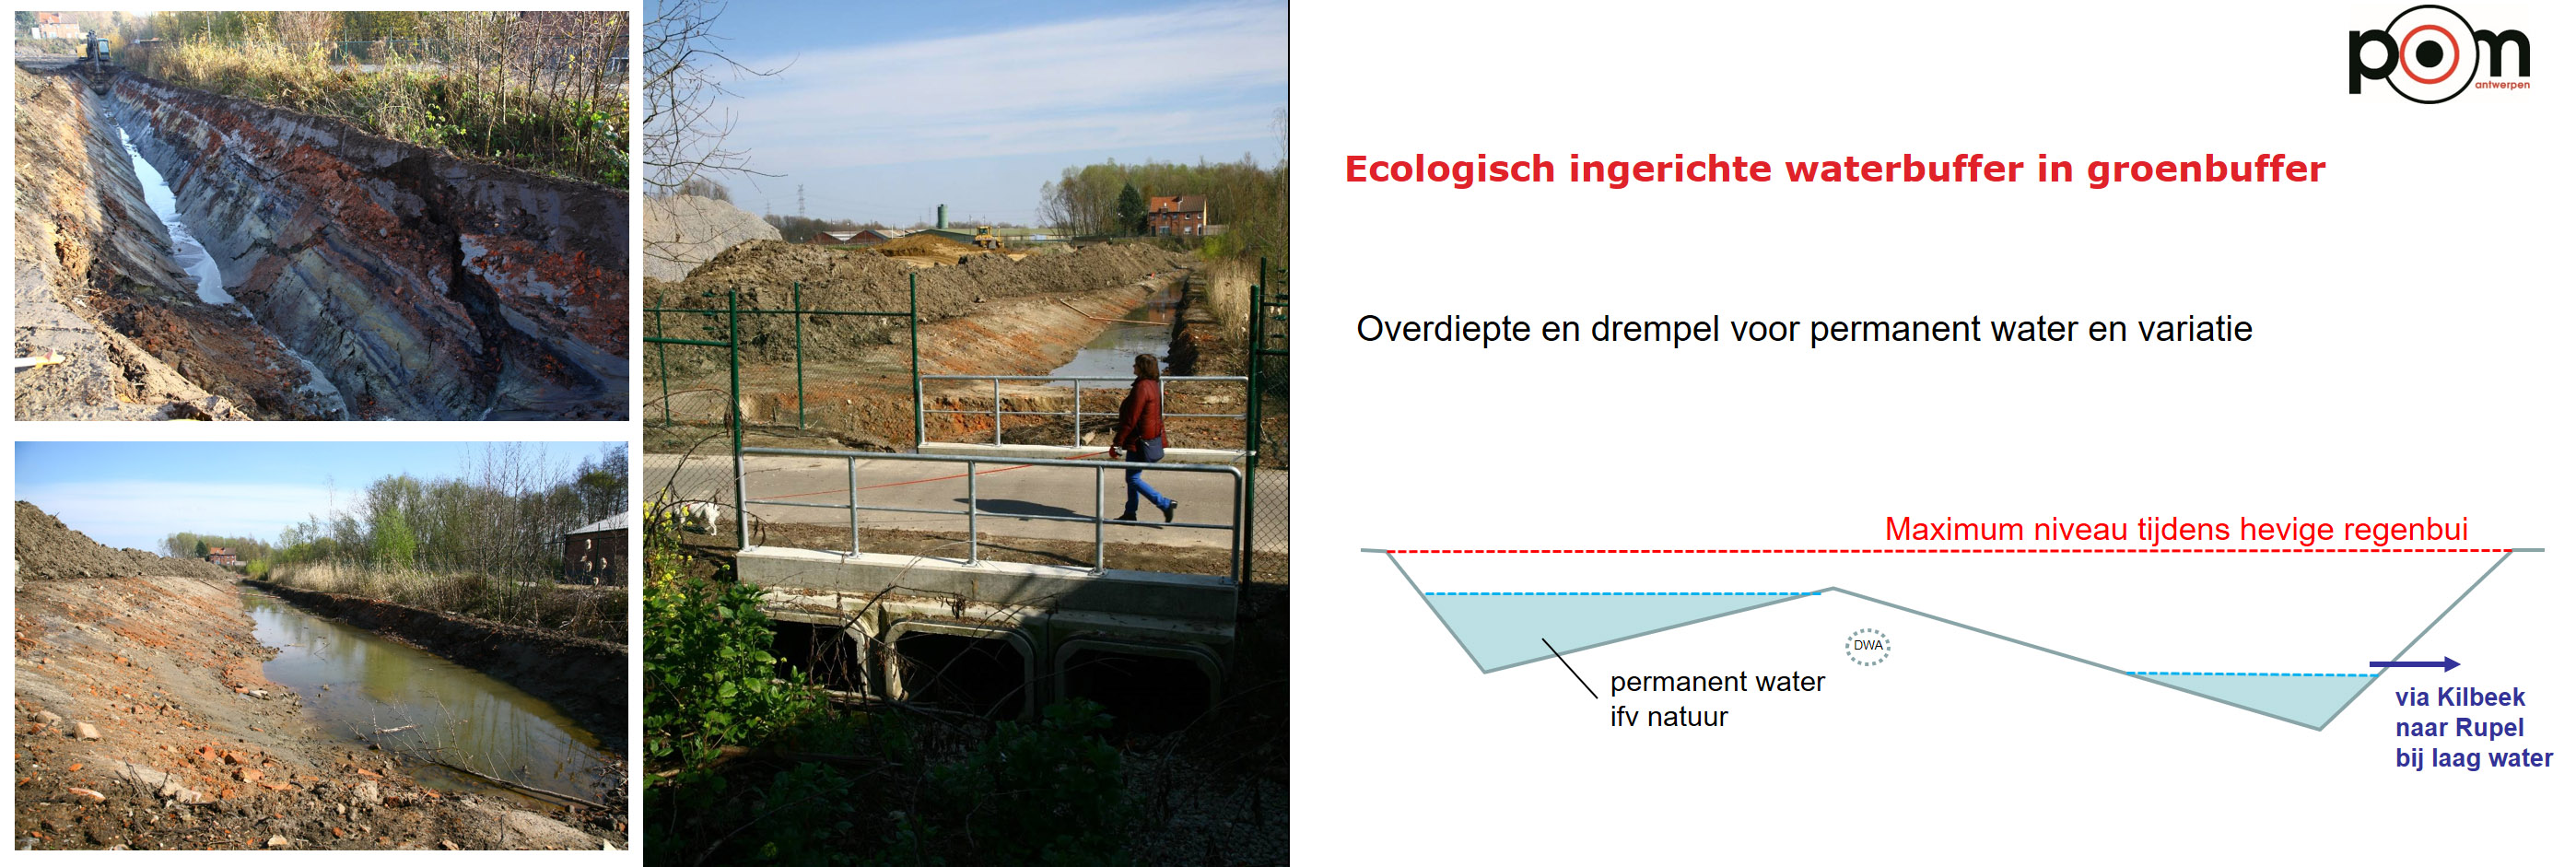 pom
antwerpen
Ecologisch ingerichte waterbuffer in groenbuffer
Overdiepte en drempel voor permanent water en variatie
Maximum niveau tijdens hevige regenbui
DWA
permanent water
ifv natuur
via Kilbeek
naar Rupel
bij laag water